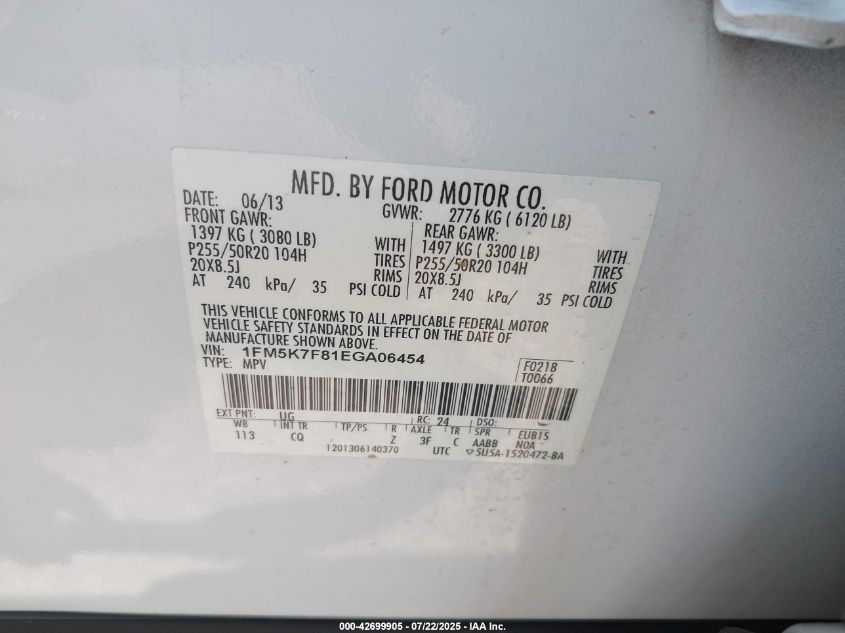 MFD. BY FORD MOTOR CO.
DATE: 06/13 GVWR: 2776 KG ( 6120 LB)
FRONT GAWR: REAR GAWR:
1397 KG ( 3080 LB) WITH 1497 KG ( 3300 LB) WITH
P255/50R20 104H TIRES P255/50R20 104H TIRES
20X8.5J RIMS 20X8.5J RIMS
AT 240 kPa/ 35 PSI COLD AT 240 kPa/ 35 PSI COLD
THIS VEHICLE CONFORMS TO ALL APPLICABLE FEDERAL MOTOR
VEHICLE SAFETY STANDARDS IN EFFECT ON THE DATE OF
MANUFACTURE SHOWN ABOVE.
VIN: 1FM5K7F81EGA06454
TYPE: MPV
F0218
T0066
EXT PNT: UG RC: 24 DSO:
WB INT TR TP/PS R AXLE TR SPR EUB1S
113 CQ Z 3F C AABB NOA
1201306140370 UTC ▽5U5A-1520472-BA
000-42699905 / 07/22/2025 - IAA Inc.